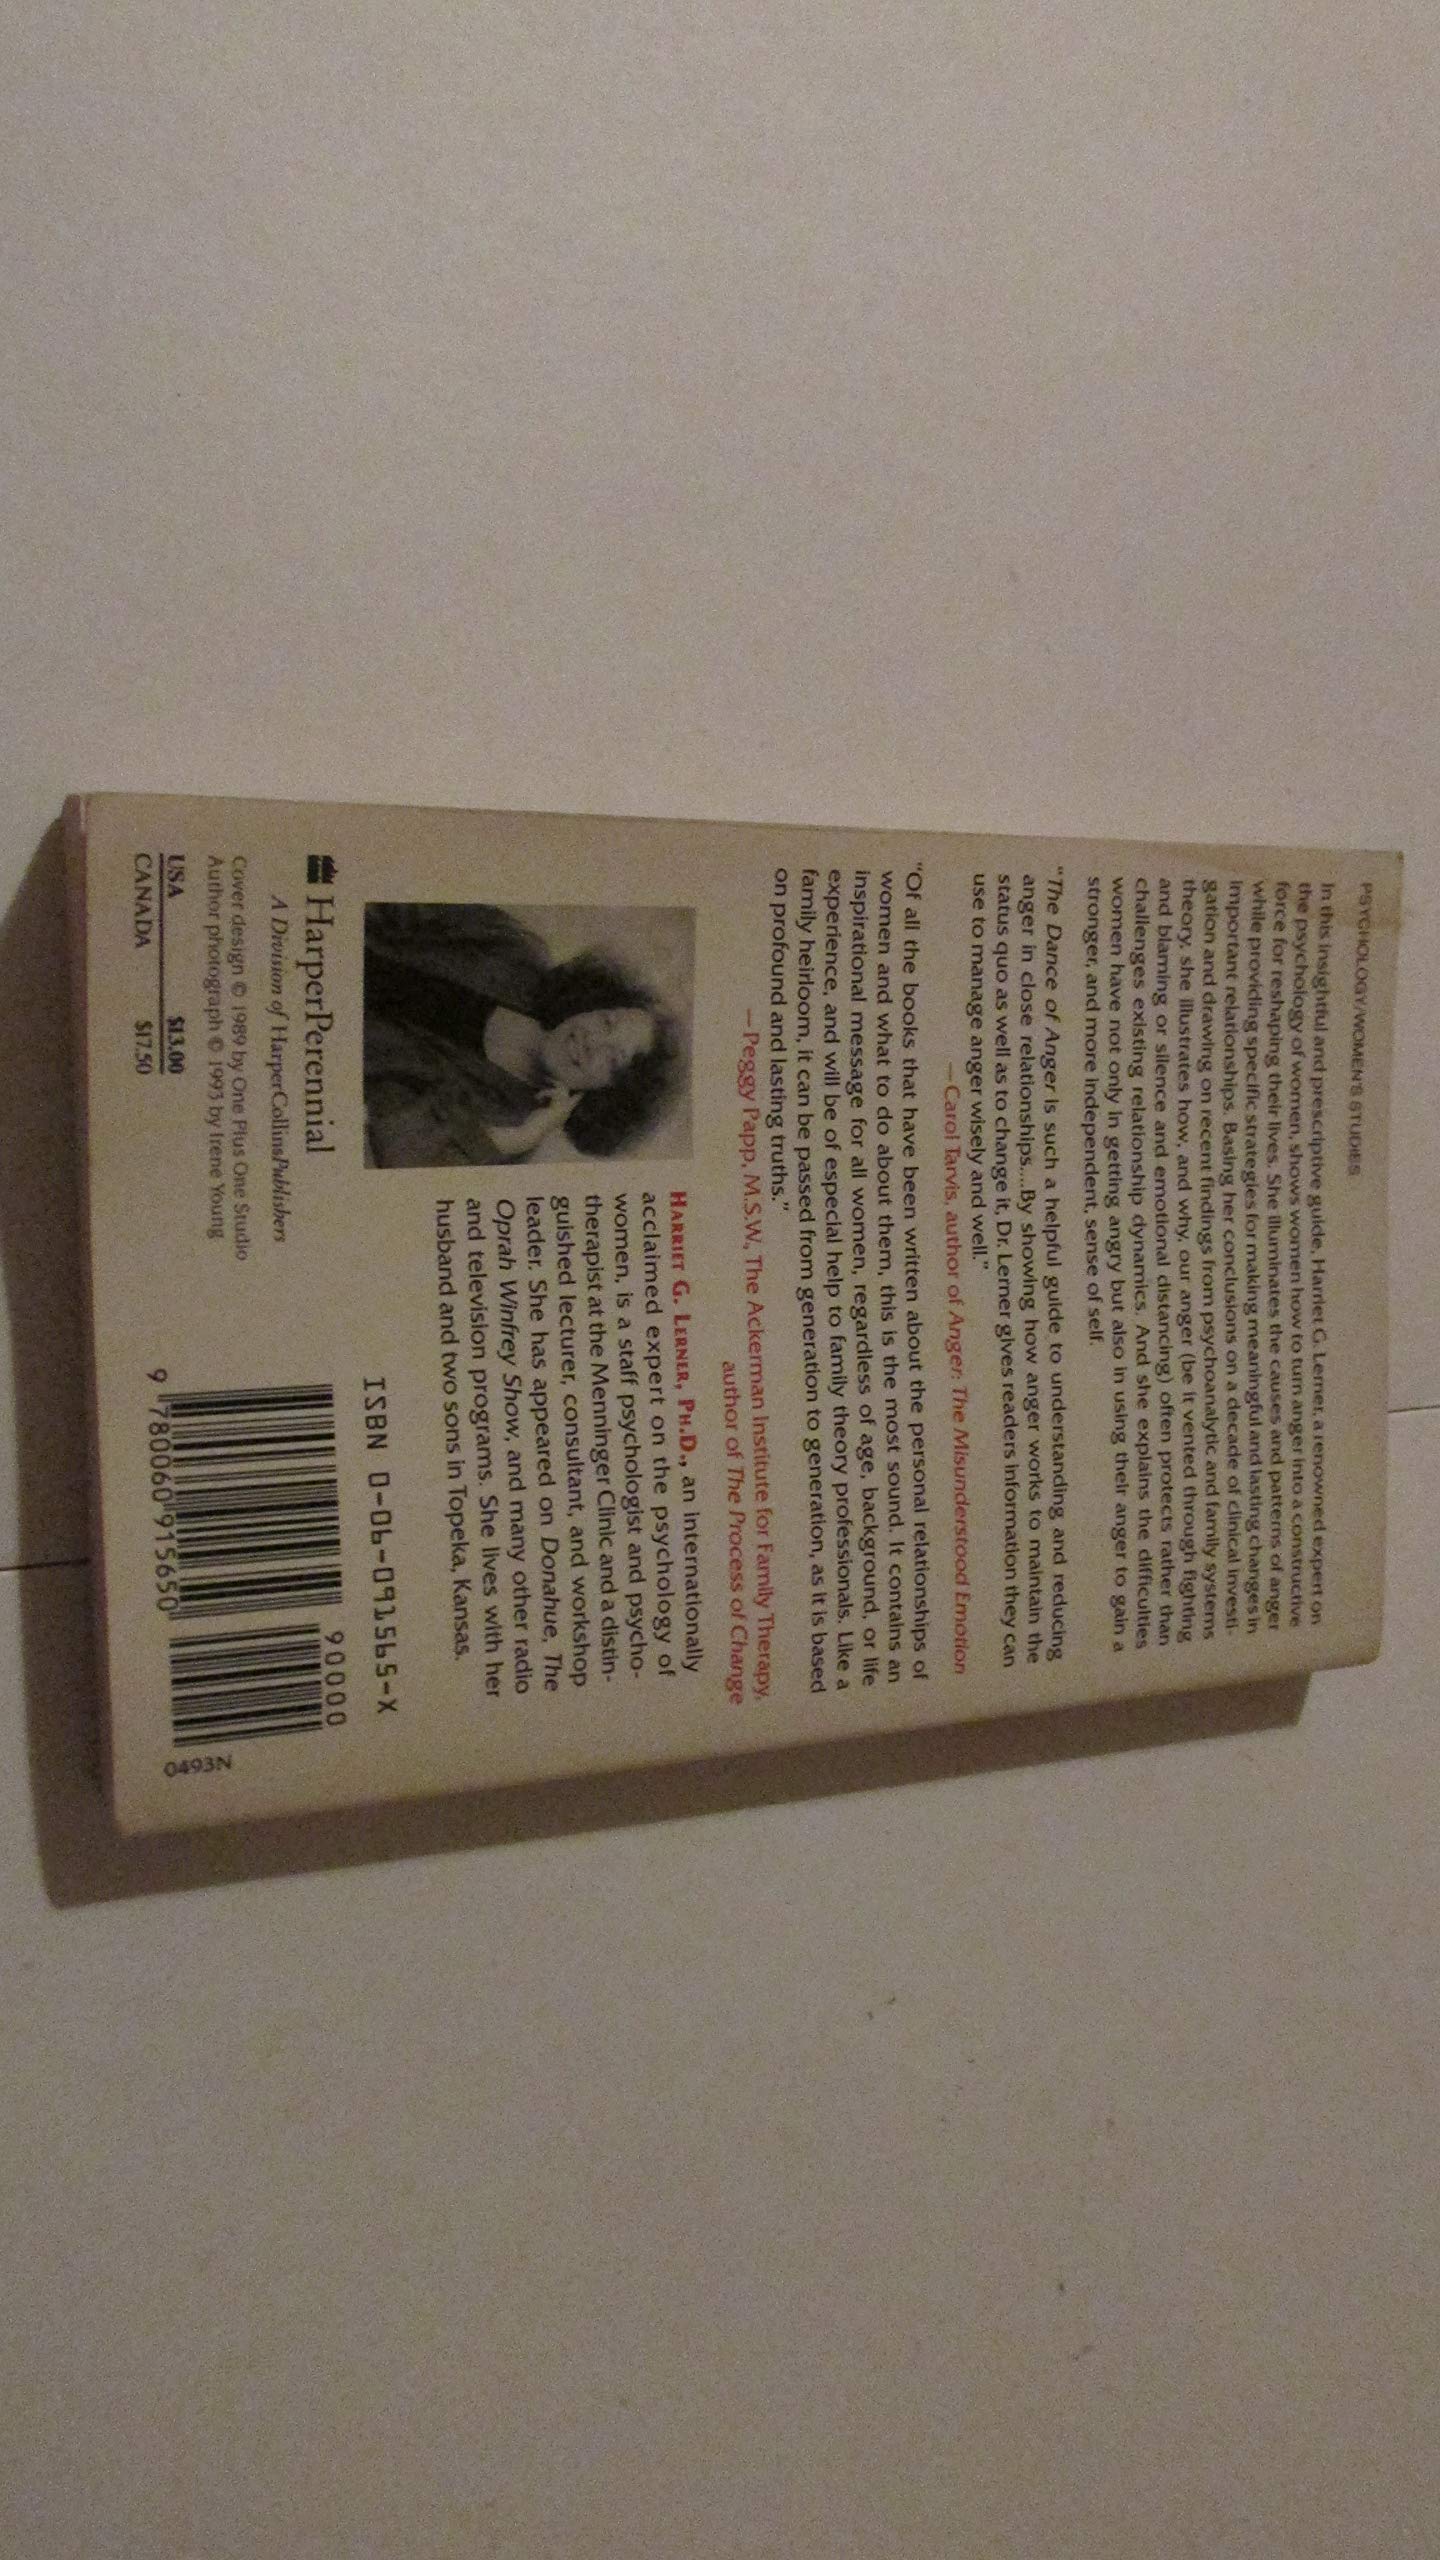 PSYCHOLOGY/WOMEN'S STUDIES
In this insightful and prescriptive guide, Harriet G. Lerner, a renowned expert on
the psychology of women, shows women how to turn anger into a constructive
force for reshaping their lives. She illuminates the causes and patterns of anger
while providing specific strategies for making meaningful and lasting changes in
important relationships. Basing her conclusions on a decade of clinical investi-
gation and drawing on recent findings from psychoanalytic and family systems
theory, she illustrates how, and why, our anger (be it vented through fighting
and blaming or silence and emotional distancing) often protects rather than
challenges existing relationship dynamics. And she explains the difficulties
women have not only in getting angry but also in using their anger to gain a
stronger, and more independent, sense of self.
"The Dance of Anger is such a helpful guide to understanding and reducing
anger in close relationships....By showing how anger works to maintain the
status quo as well as to change it, Dr. Lerner gives readers information they can
use to manage anger wisely and well."
—Carol Tarvis, author of Anger: The Misunderstood Emotion
"Of all the books that have been written about the personal relationships of
women and what to do about them, this is the most sound. It contains an
inspirational message for all women, regardless of age, background, or life
experience, and will be of especial help to family theory professionals. Like a
family heirloom, it can be passed from generation to generation, as it is based
on profound and lasting truths."
—Peggy Papp, M.S.W., The Ackerman Institute for Family Therapy,
author of The Process of Change
HARRIET G. LERNER, PH.D., an internationally
acclaimed expert on the psychology of
women, is a staff psychologist and psycho-
therapist at the Menninger Clinic and a distin-
guished lecturer, consultant, and workshop
leader. She has appeared on Donahue, The
Oprah Winfrey Show, and many other radio
and television programs. She lives with her
husband and two sons in Topeka, Kansas.
HarperPerennial
A Division of HarperCollinsPublishers
Cover design © 1989 by One Plus One Studio
Author photograph © 1993 by Irene Young
USA $13.00
CANADA $17.50
ISBN 0-06-091565-X
90000
9 780060 915650
0493N